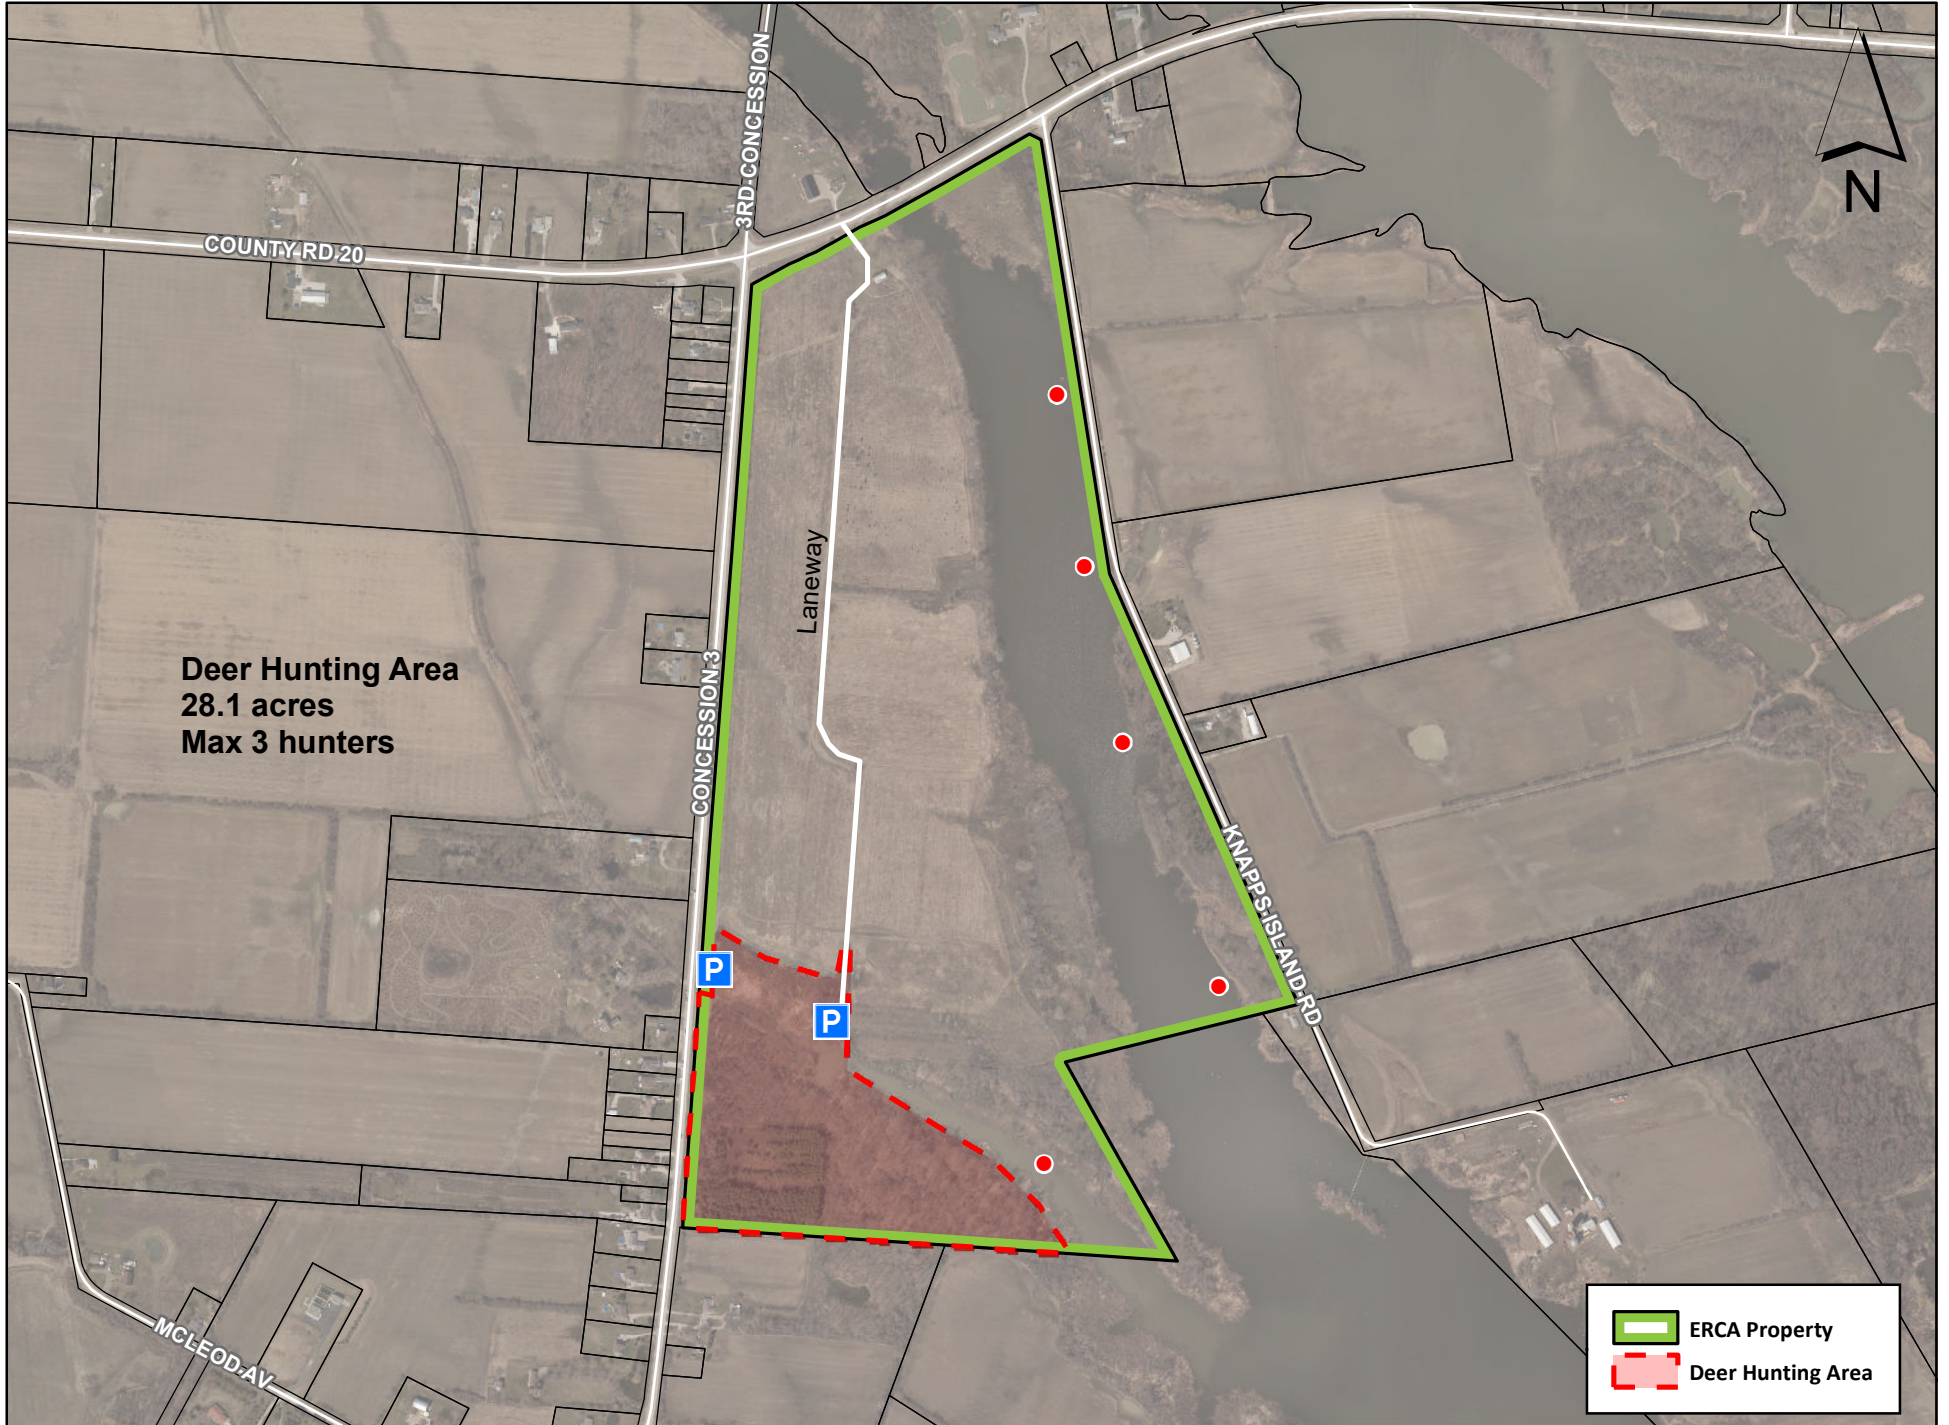 3RD CONCESSION
N
COUNTY RD 20
Laneway
Deer Hunting Area
28.1 acres
Max 3 hunters
CONCESSION 3
KNAPPS ISLAND RD
P
P
MCLEOD AV
ERCA Property
Deer Hunting Area